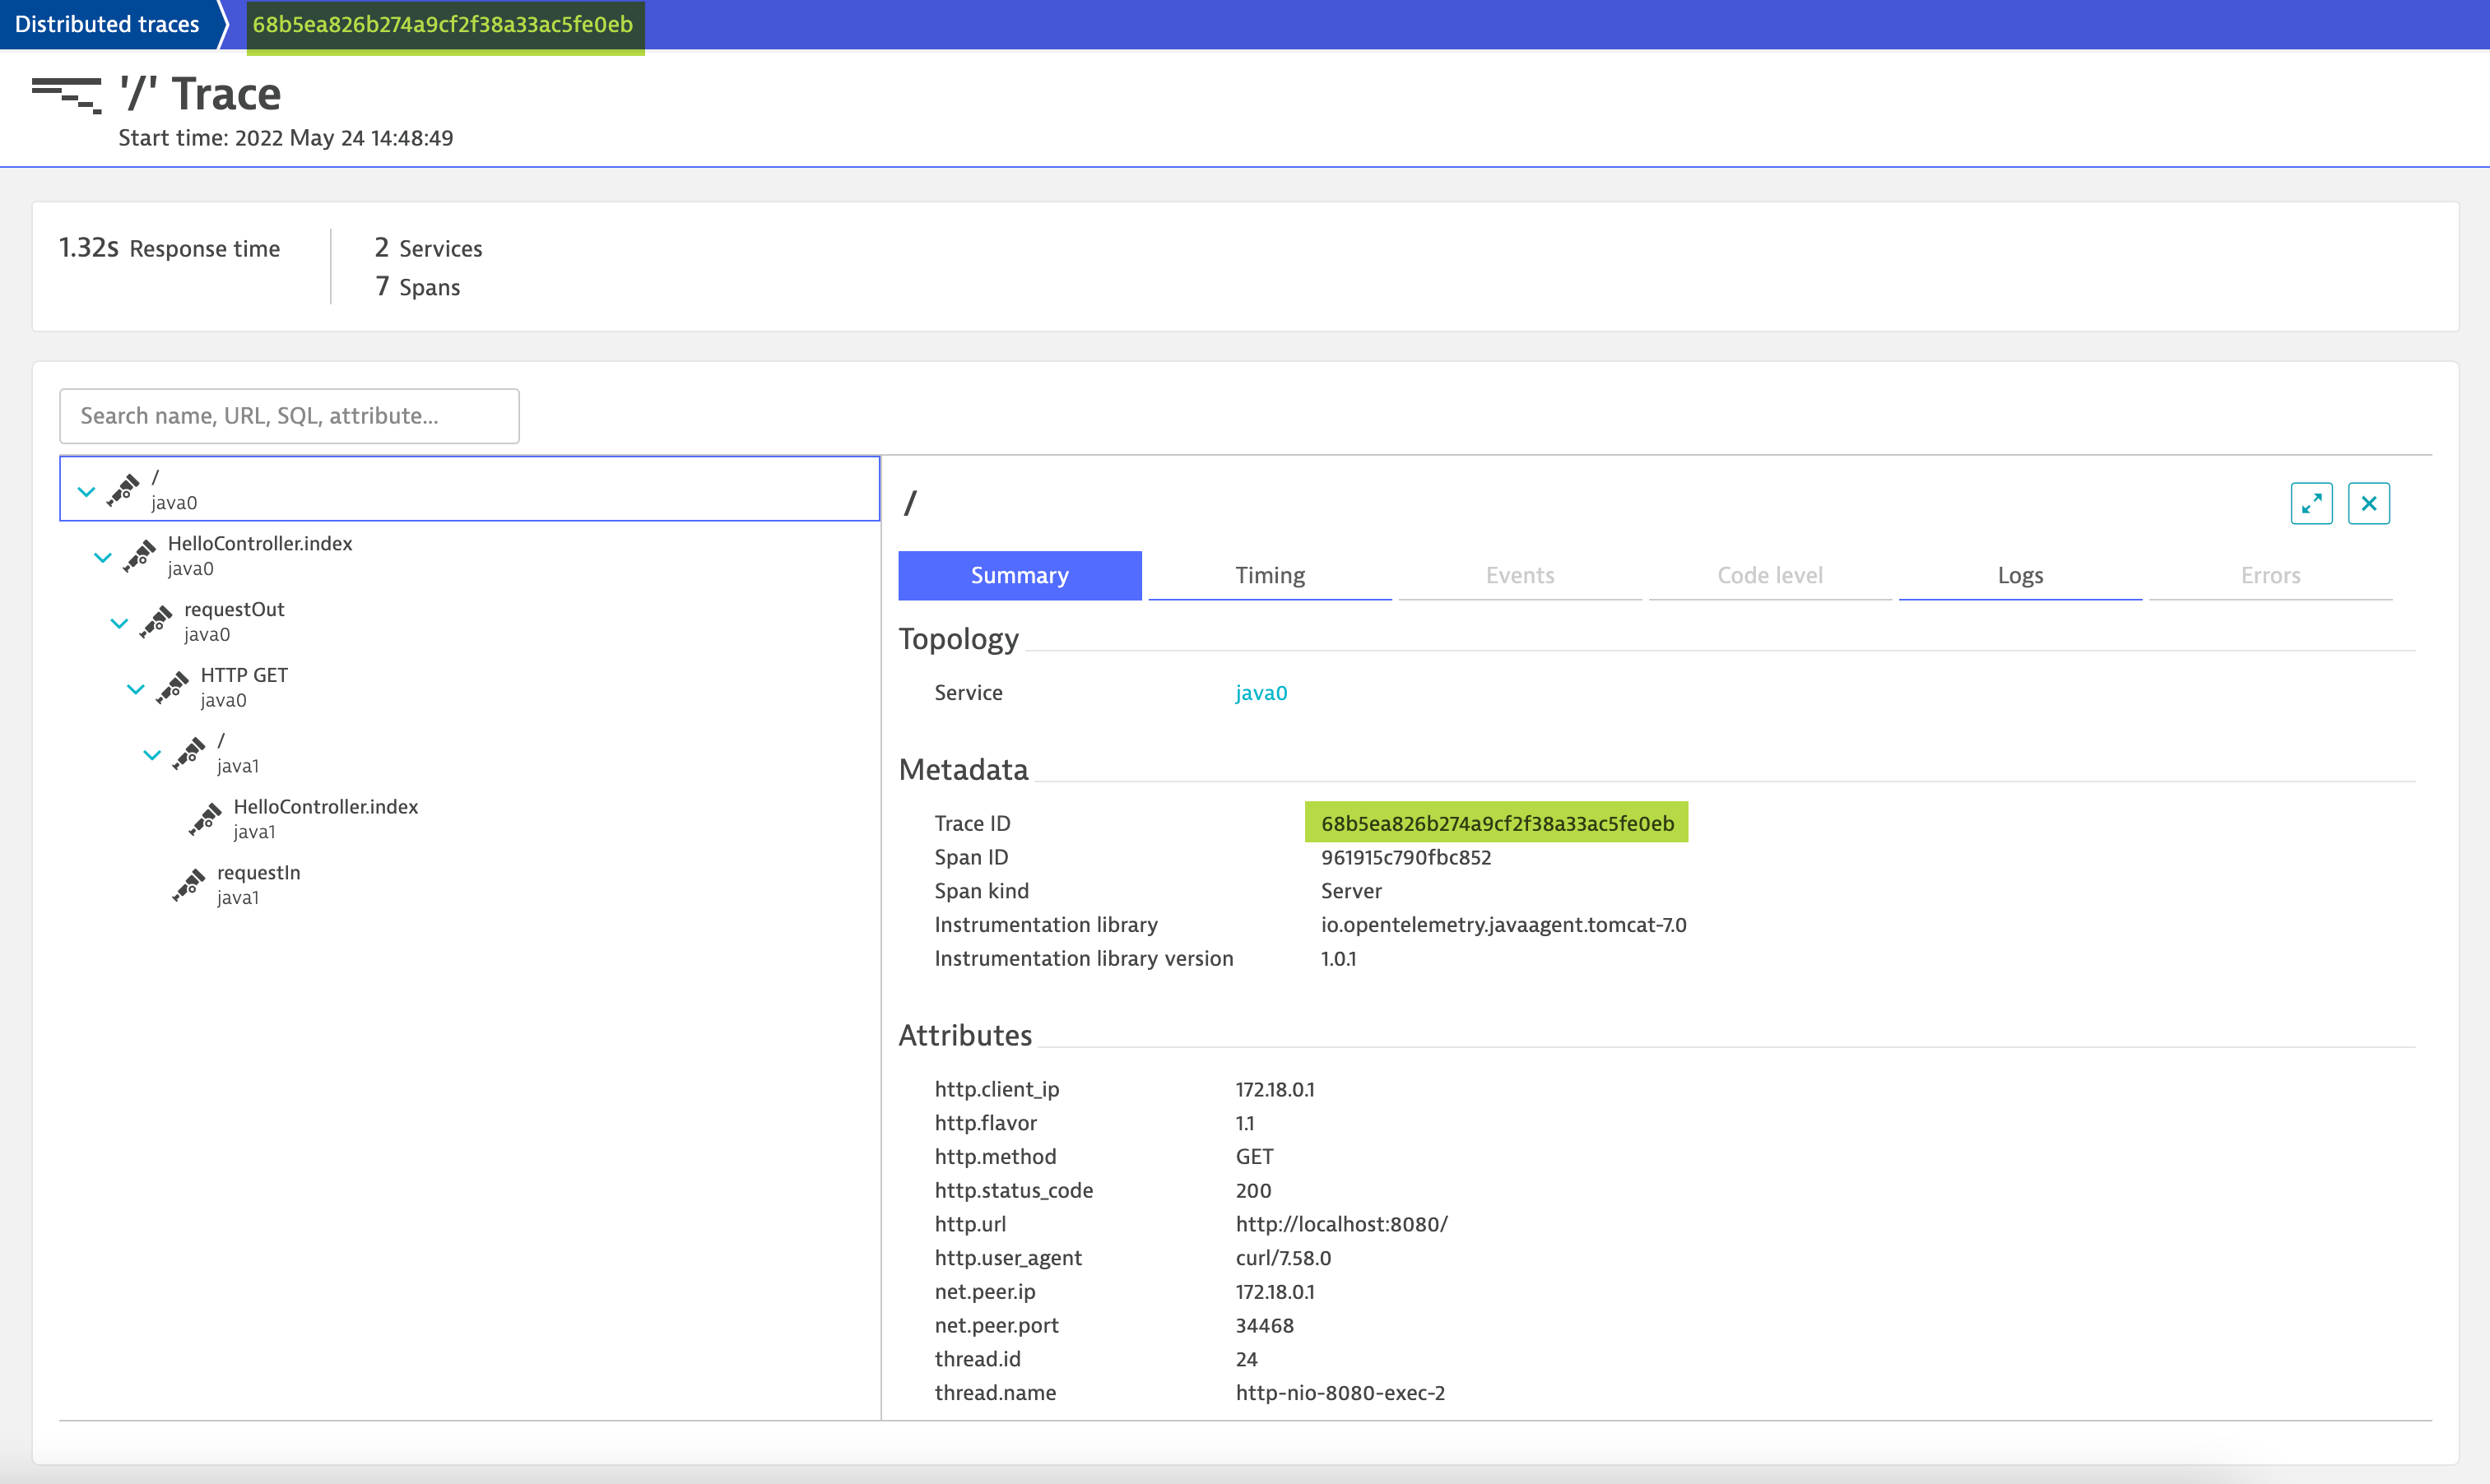 Distributed traces
68b5ea826b274a9cf2f38a33ac5fe0eb
'/' Trace
Start time: 2022 May 24 14:48:49
1.32s Response time
2 Services
7 Spans
Search name, URL, SQL, attribute...
/
java0
HelloController.index
java0
requestOut
java0
HTTP GET
java0
/
java1
HelloController.index
java1
requestIn
java1
/
Summary Timing Events Code level Logs Errors
Topology
Service java0
Metadata
Trace ID 68b5ea826b274a9cf2f38a33ac5fe0eb
Span ID 961915c790fbc852
Span kind Server
Instrumentation library io.opentelemetry.javaagent.tomcat-7.0
Instrumentation library version 1.0.1
Attributes
http.client_ip 172.18.0.1
http.flavor 1.1
http.method GET
http.status_code 200
http.url http://localhost:8080/
http.user_agent curl/7.58.0
net.peer.ip 172.18.0.1
net.peer.port 34468
thread.id 24
thread.name http-nio-8080-exec-2